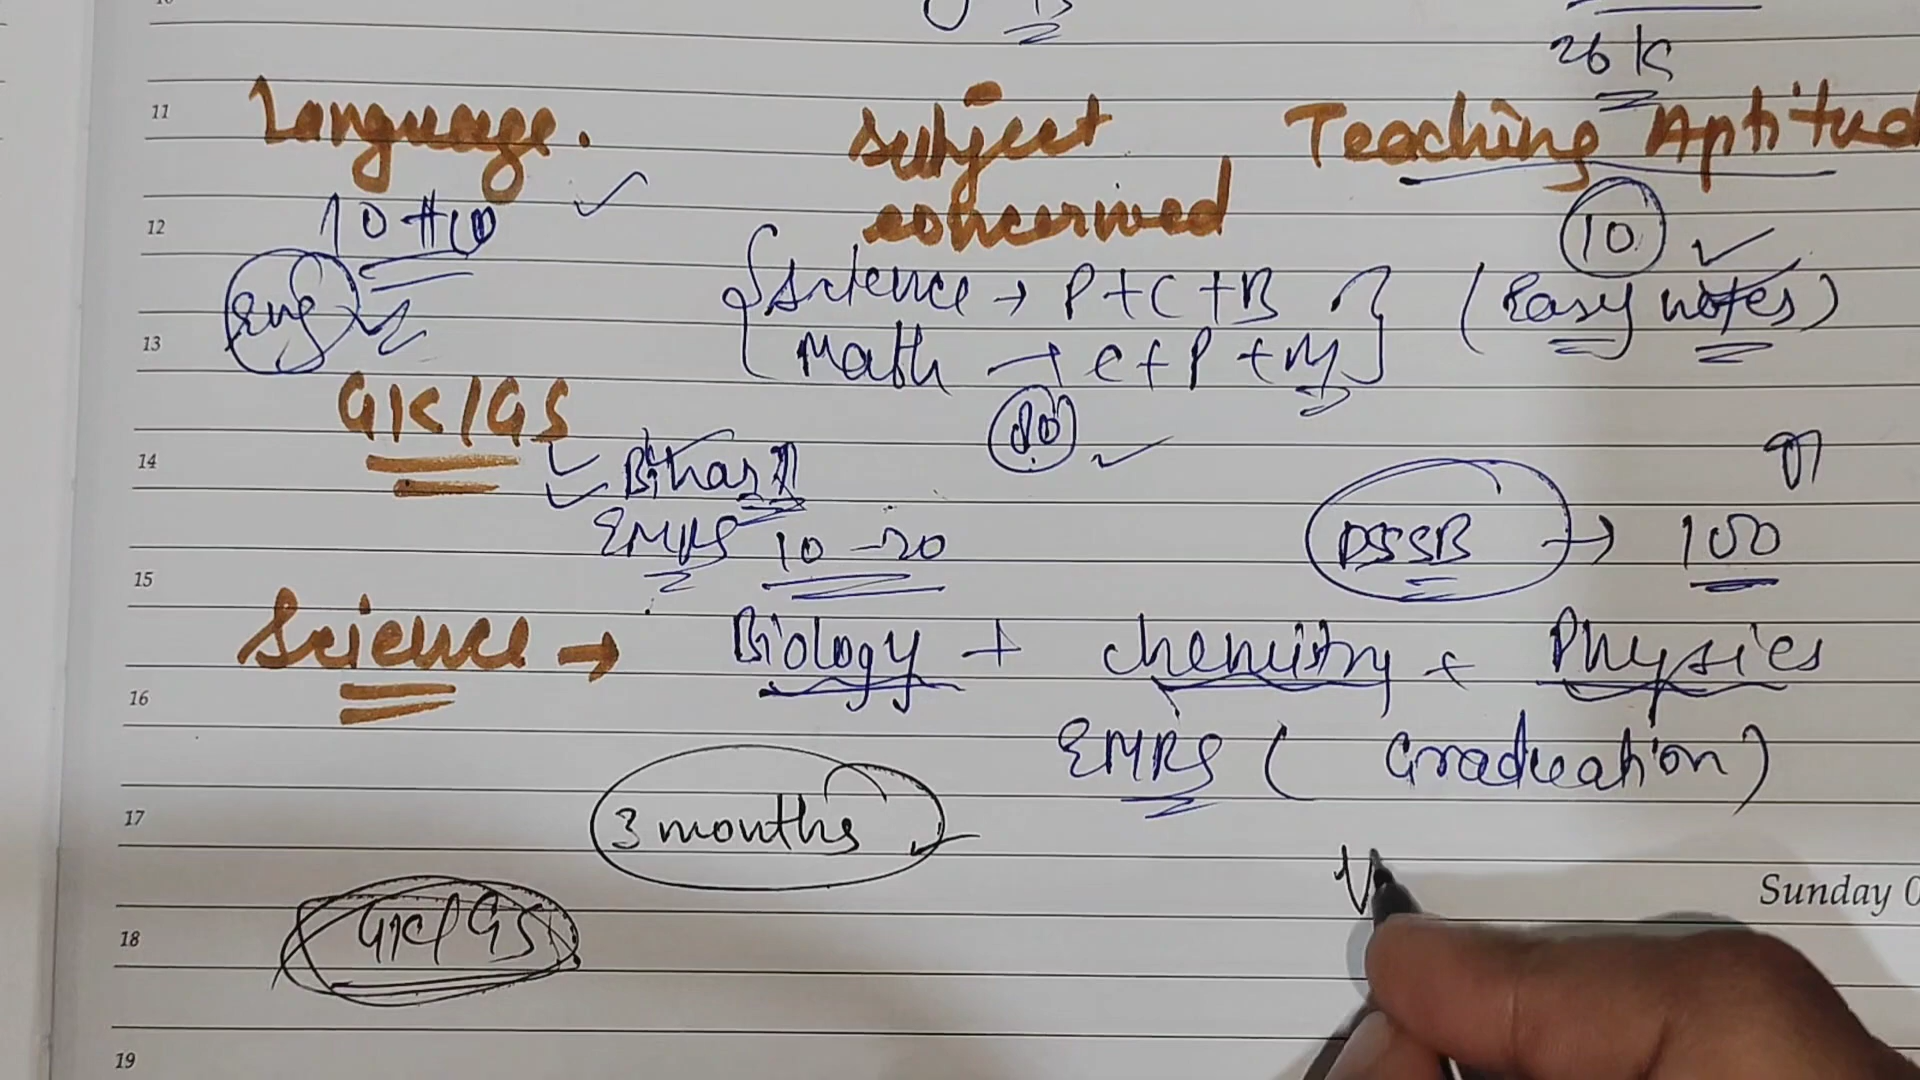 26 K
11
Language.
Subject Concerned
Teaching Aptitud
12
10 + 10
10
Eng
Science → P + C + B
(Easy notes)
13
Math → C + P + M
GK/GS
80
14
Bihar
EMRS 10 - 20
DSSB → 100
15
Science → Biology + Chemistry + Physics
16
EMRS ( Graduation)
17
3 months
Sunday 0
18
GK/GS
19